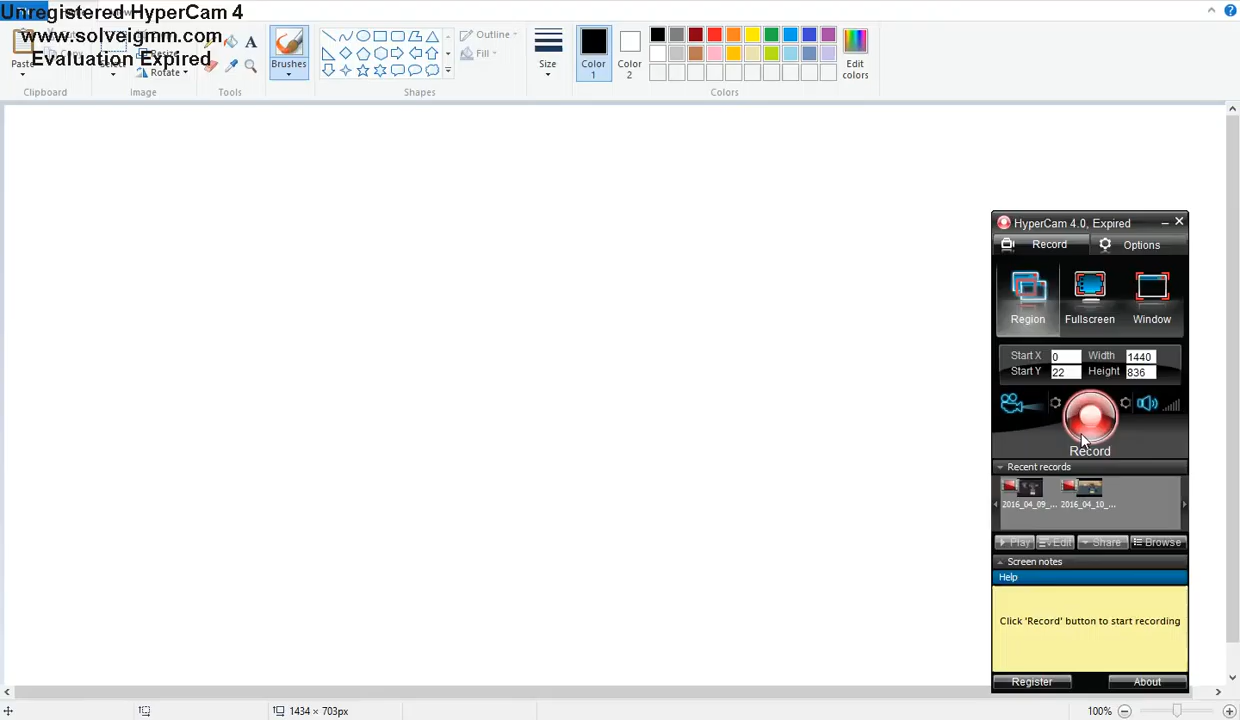 Unregistered HyperCam 4
www.solveigmm.com
Evaluation Expired
Paste
Rotate
Brushes
Size
Color 1
Color 2
Edit colors
Outline
Fill
Clipboard
Image
Tools
Shapes
Colors
HyperCam 4.0, Expired
Record
Options
Region
Fullscreen
Window
Start X 0 Width 1440
Start Y 22 Height 836
Record
Recent records
2016_04_09_... 2016_04_10_...
Play Edit Share Browse
Screen notes
Help
Click 'Record' button to start recording
Register About
1434 × 703px
100%